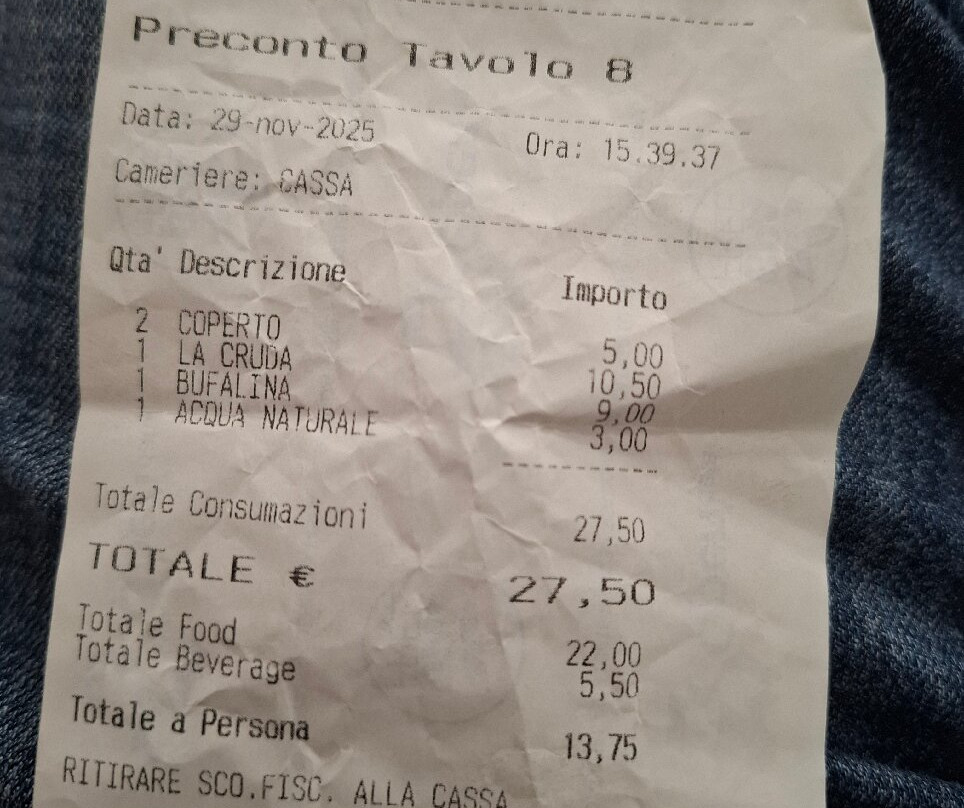 Preconto Tavolo 8
Data: 29-nov-2025 Ora: 15.39.37
Cameriere: CASSA
Qta' Descrizione Importo
2 COPERTO 5,00
1 LA CRUDA 10,50
1 BUFALINA 9,00
1 ACQUA NATURALE 3,00
Totale Consumazioni 27,50
TOTALE € 27,50
Totale Food 22,00
Totale Beverage 5,50
Totale a Persona 13,75
RITIRARE SCO.FISC. ALLA CASSA